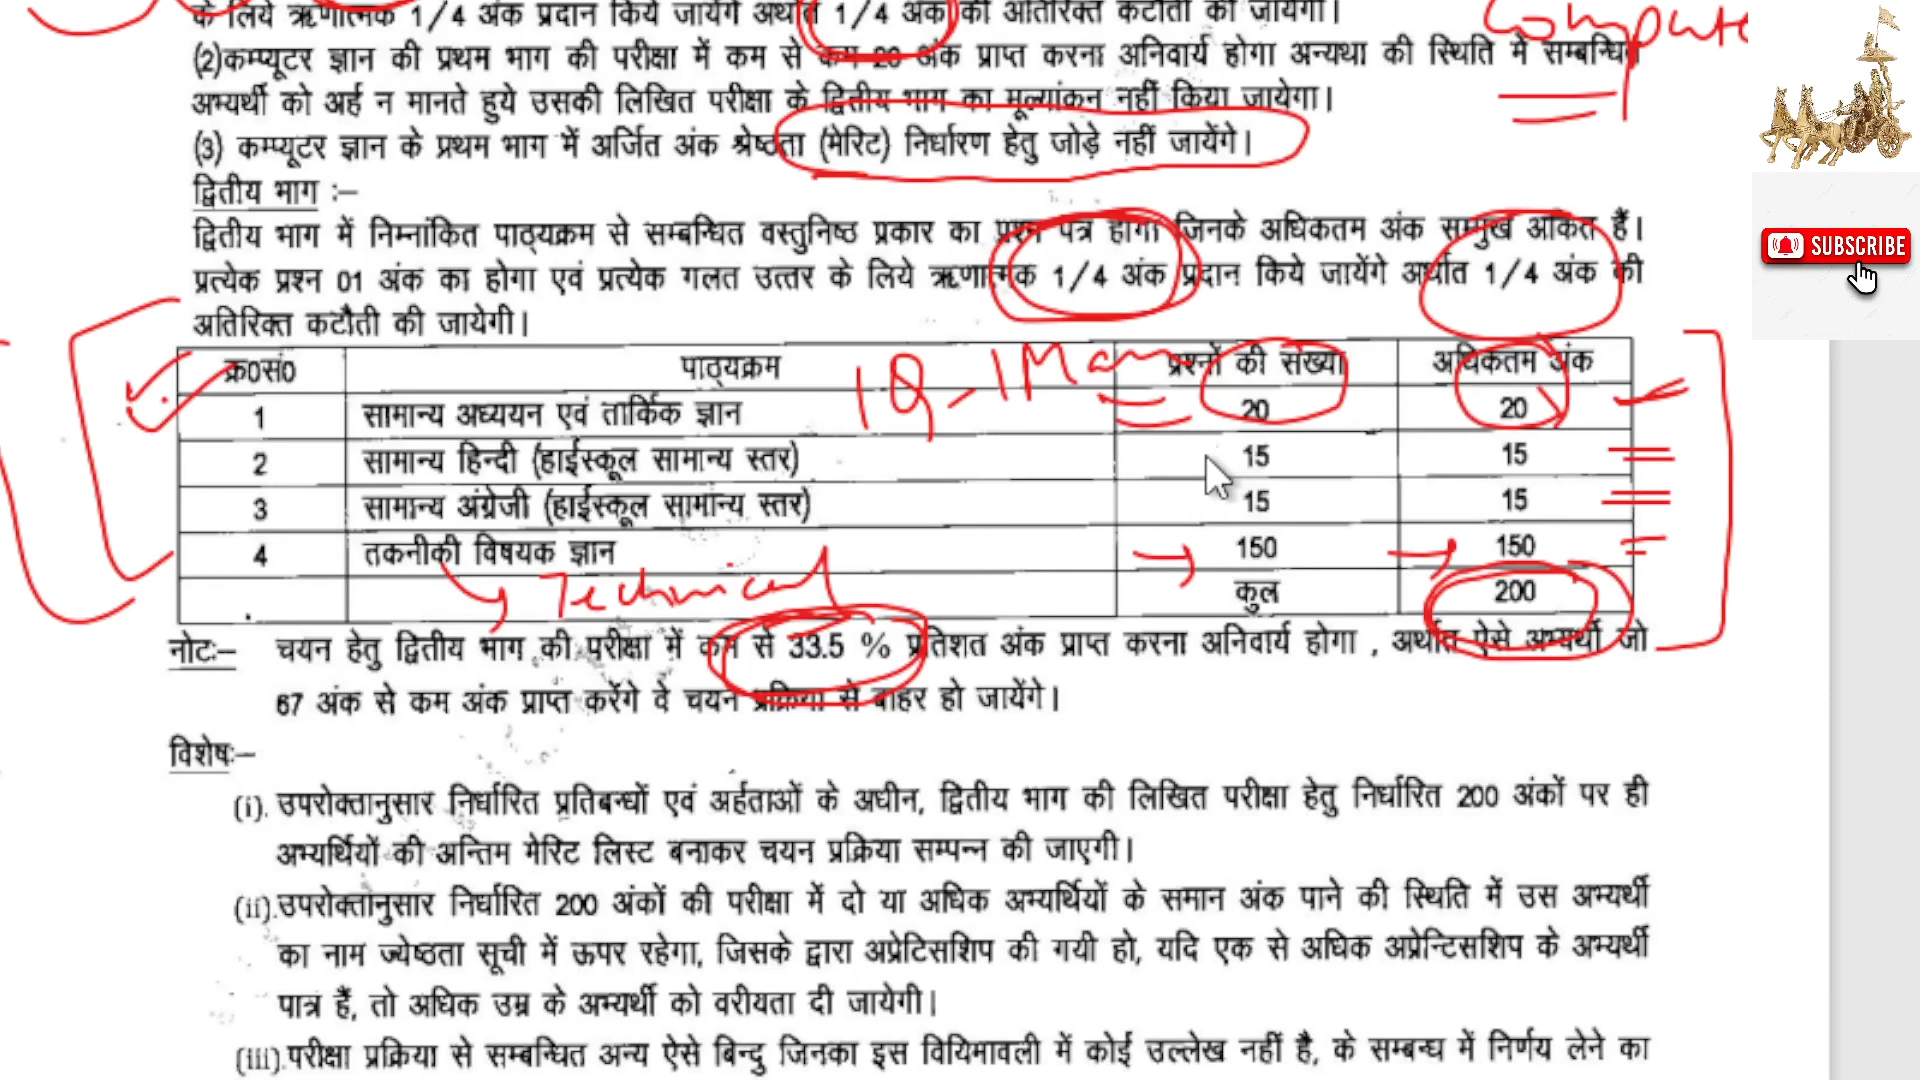 के लिये ऋणात्मक 1/4 अंक प्रदान किये जायेंगे अर्थात 1/4 अंक की अतिरिक्त कटौती की जायेगी।
Compute
(2)कम्प्यूटर ज्ञान की प्रथम भाग की परीक्षा में कम से कम 20 अंक प्राप्त करना अनिवार्य होगा अन्यथा की स्थिति में सम्बन्धित
अभ्यर्थी को अर्ह न मानते हुये उसकी लिखित परीक्षा के द्वितीय भाग का मूल्यांकन नहीं किया जायेगा।
(3) कम्प्यूटर ज्ञान के प्रथम भाग में अर्जित अंक श्रेष्ठता (मेरिट) निर्धारण हेतु जोड़े नहीं जायेंगे।
द्वितीय भाग :–
द्वितीय भाग में निम्नांकित पाठ्यक्रम से सम्बन्धित वस्तुनिष्ठ प्रकार का प्रश्न पत्र होगा जिनके अधिकतम अंक सम्मुख अंकित हैं।
SUBSCRIBE
प्रत्येक प्रश्न 01 अंक का होगा एवं प्रत्येक गलत उत्तर के लिये ऋणात्मक 1/4 अंक प्रदान किये जायेंगे अर्थात 1/4 अंक की
अतिरिक्त कटौती की जायेगी।
क्र0सं0 पाठ्यक्रम प्रश्नों की संख्या अधिकतम अंक
1Q - 1Mark
1 सामान्य अध्ययन एवं तार्किक ज्ञान 20 20
2 सामान्य हिन्दी (हाईस्कूल सामान्य स्तर) 15 15
3 सामान्य अंग्रेजी (हाईस्कूल सामान्य स्तर) 15 15
4 तकनीकी विषयक ज्ञान 150 150
Technical
कुल 200
नोटः– चयन हेतु द्वितीय भाग की परीक्षा में कम से 33.5 % प्रतिशत अंक प्राप्त करना अनिवार्य होगा , अर्थात ऐसे अभ्यर्थी जो
67 अंक से कम अंक प्राप्त करेंगे वे चयन प्रक्रिया से बाहर हो जायेंगे।
विशेषः–
(i). उपरोक्तानुसार निर्धारित प्रतिबन्धों एवं अर्हताओं के अधीन, द्वितीय भाग की लिखित परीक्षा हेतु निर्धारित 200 अंकों पर ही
अभ्यर्थियों की अन्तिम मेरिट लिस्ट बनाकर चयन प्रक्रिया सम्पन्न की जाएगी।
(ii).उपरोक्तानुसार निर्धारित 200 अंकों की परीक्षा में दो या अधिक अभ्यर्थियों के समान अंक पाने की स्थिति में उस अभ्यर्थी
का नाम ज्येष्ठता सूची में ऊपर रहेगा, जिसके द्वारा अप्रेटिसशिप की गयी हो, यदि एक से अधिक अप्रेन्टिसशिप के अभ्यर्थी
पात्र हैं, तो अधिक उम्र के अभ्यर्थी को वरीयता दी जायेगी।
(iii).परीक्षा प्रक्रिया से सम्बन्धित अन्य ऐसे बिन्दु जिनका इस वियिमावली में कोई उल्लेख नहीं है, के सम्बन्ध में निर्णय लेने का